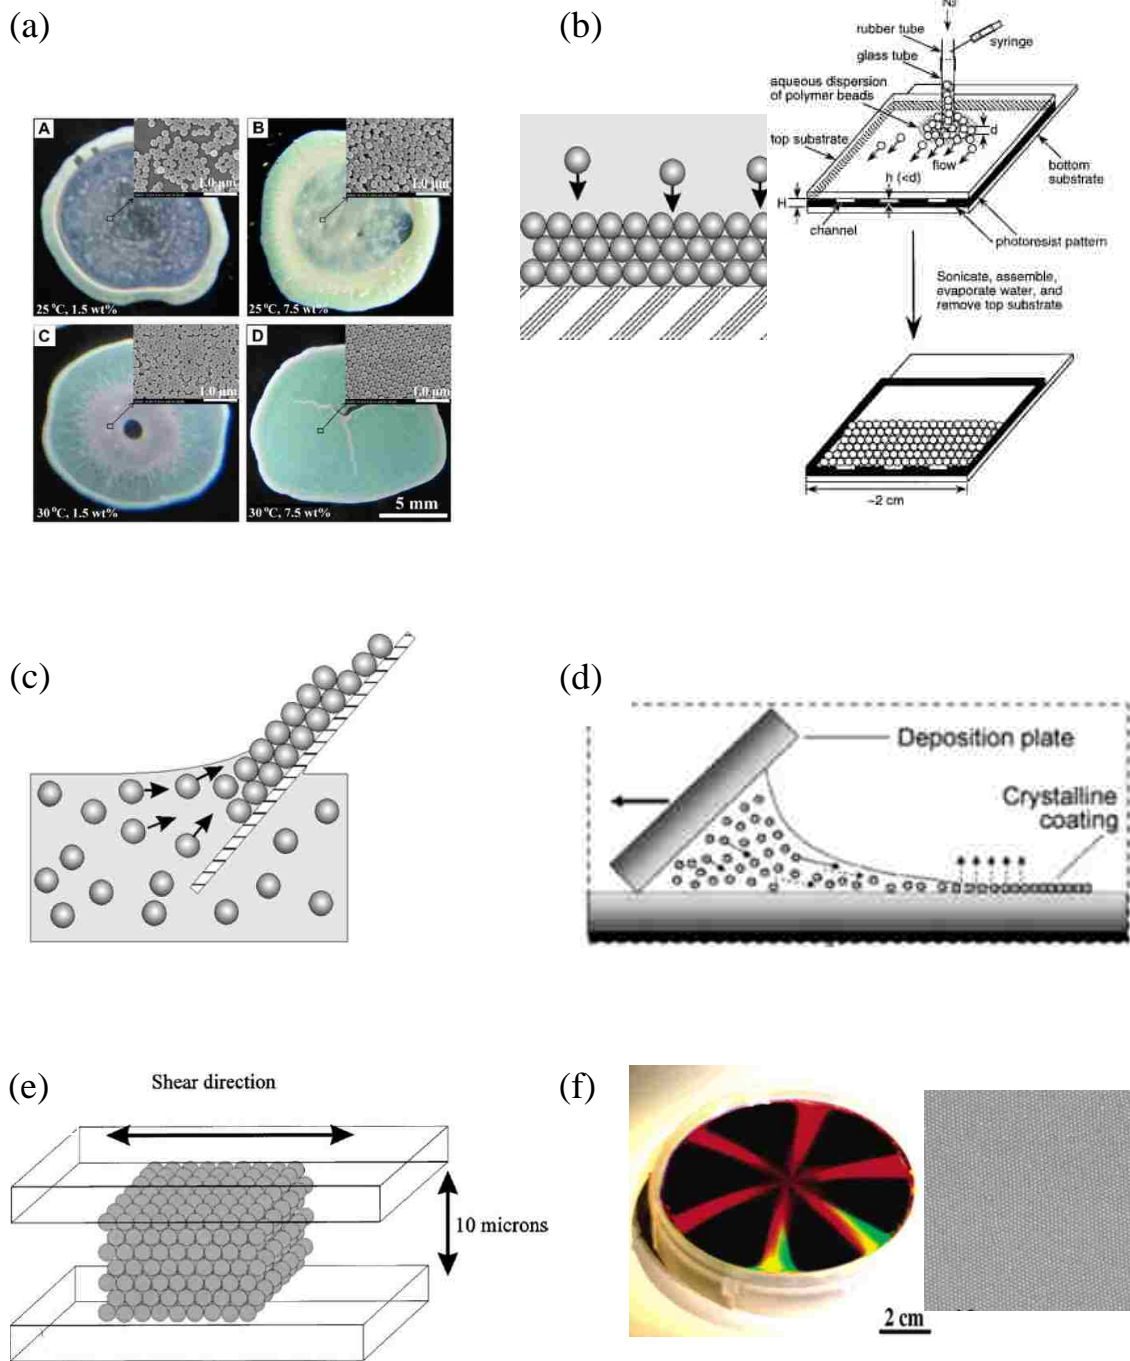 (a)
A
1.0 μm
25 °C, 1.5 wt%
B
1.0 μm
25 °C, 7.5 wt%
C
1.0 μm
30 °C, 1.5 wt%
D
1.0 μm
30 °C, 7.5 wt%
5 mm
(b)
N2
rubber tube
syringe
glass tube
aqueous dispersion
of polymer beads
d
top substrate
flow
bottom
substrate
h (<d)
H
channel
photoresist pattern
Sonicate, assemble,
evaporate water, and
remove top substrate
~2 cm
(c)
(d)
Deposition plate
Crystalline
coating
(e)
Shear direction
10 microns
(f)
2 cm